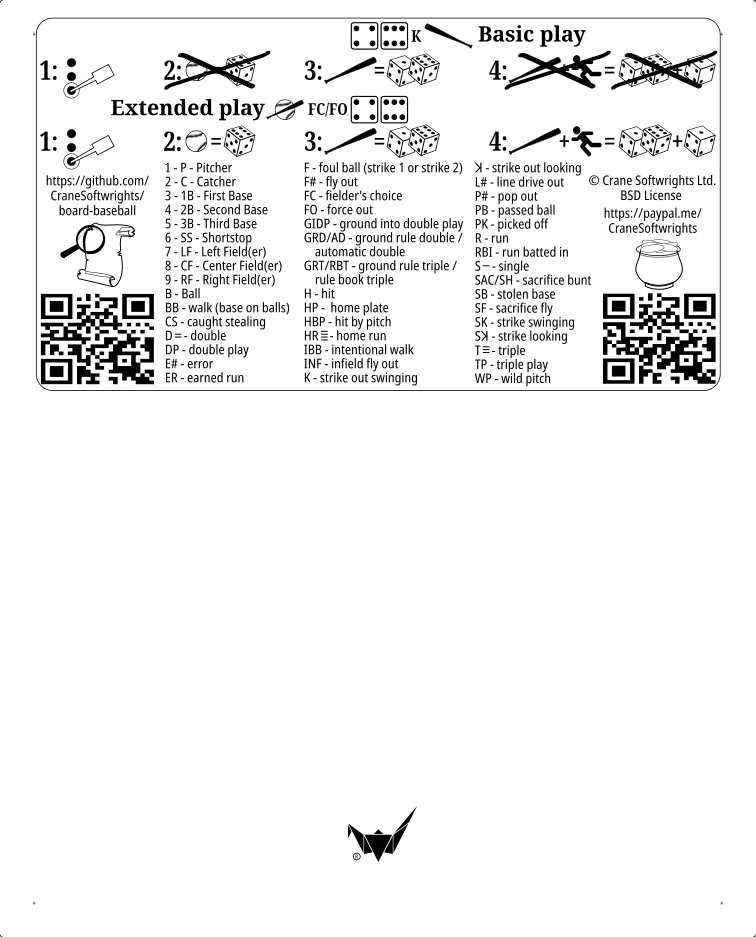 K Basic play
1: 2: 3: = 4: + = +
Extended play FC/FO
1: 2: = 3: = 4: + = +
https://github.com/
CraneSoftwrights/
board-baseball
1 - P - Pitcher
2 - C - Catcher
3 - 1B - First Base
4 - 2B - Second Base
5 - 3B - Third Base
6 - SS - Shortstop
7 - LF - Left Field(er)
8 - CF - Center Field(er)
9 - RF - Right Field(er)
B - Ball
BB - walk (base on balls)
CS - caught stealing
D = - double
DP - double play
E# - error
ER - earned run
F - foul ball (strike 1 or strike 2)
F# - fly out
FC - fielder's choice
FO - force out
GIDP - ground into double play
GRD/AD - ground rule double /
automatic double
GRT/RBT - ground rule triple /
rule book triple
H - hit
HP - home plate
HBP - hit by pitch
HR ≣ - home run
IBB - intentional walk
INF - infield fly out
K - strike out swinging
ꓘ - strike out looking
L# - line drive out
P# - pop out
PB - passed ball
PK - picked off
R - run
RBI - run batted in
S − - single
SAC/SH - sacrifice bunt
SB - stolen base
SF - sacrifice fly
SK - strike swinging
Sꓘ - strike looking
T ≡ - triple
TP - triple play
WP - wild pitch
© Crane Softwrights Ltd.
BSD License
https://paypal.me/
CraneSoftwrights
®